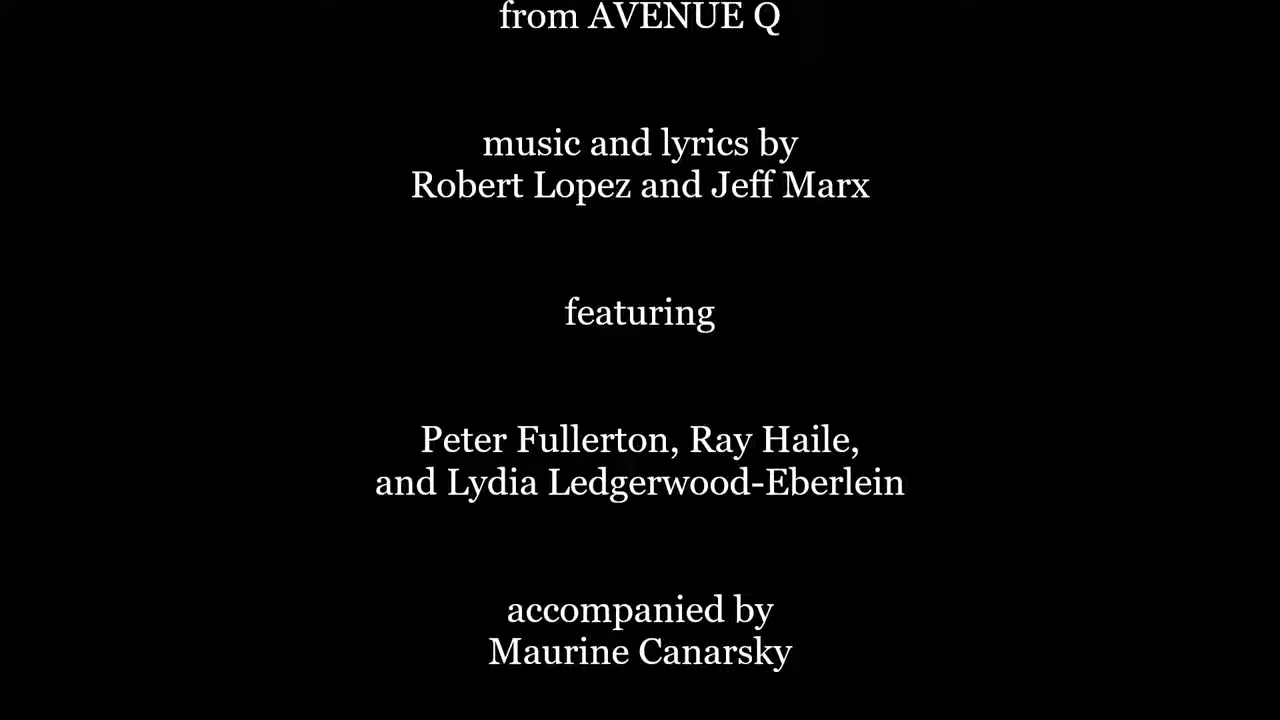 from AVENUE Q
music and lyrics by
Robert Lopez and Jeff Marx
featuring
Peter Fullerton, Ray Haile,
and Lydia Ledgerwood-Eberlein
accompanied by
Maurine Canarsky